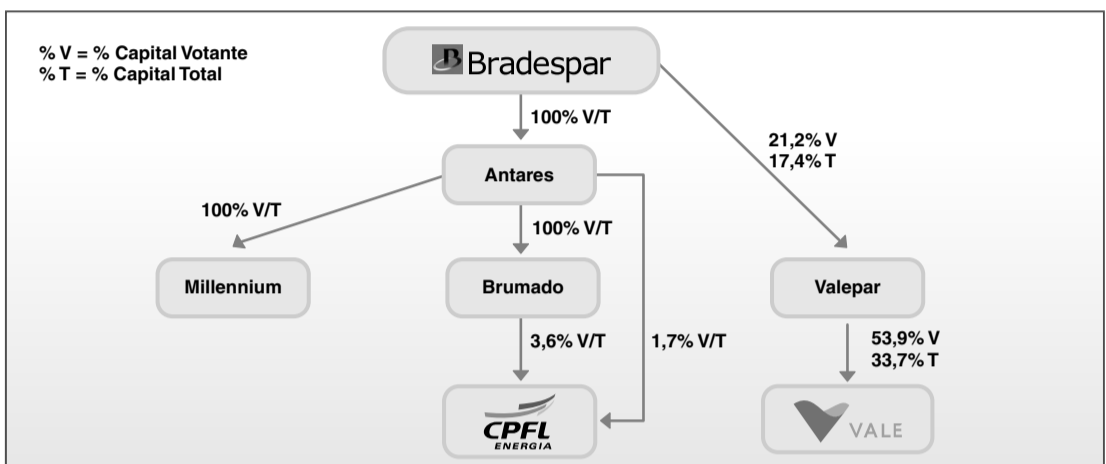 % V = % Capital Votante
% T = % Capital Total
Bradespar
100% V/T
21,2% V
17,4% T
Antares
100% V/T
100% V/T
Millennium
Brumado
Valepar
3,6% V/T
1,7% V/T
53,9% V
33,7% T
CPFL
ENERGIA
VALE